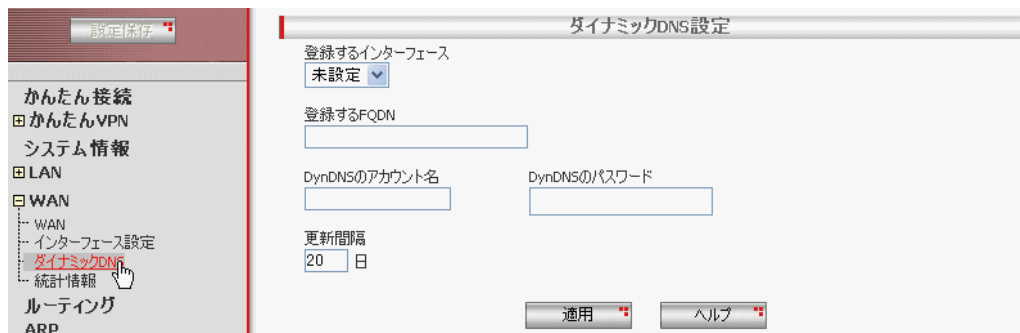 設定保存
かんたん接続
かんたんVPN
システム情報
LAN
WAN
WAN
インターフェース設定
ダイナミックDNS
統計情報
ルーティング
ARP
ダイナミックDNS設定
登録するインターフェース
未設定
登録するFQDN
DynDNSのアカウント名 DynDNSのパスワード
更新間隔
20 日
適用 ヘルプ